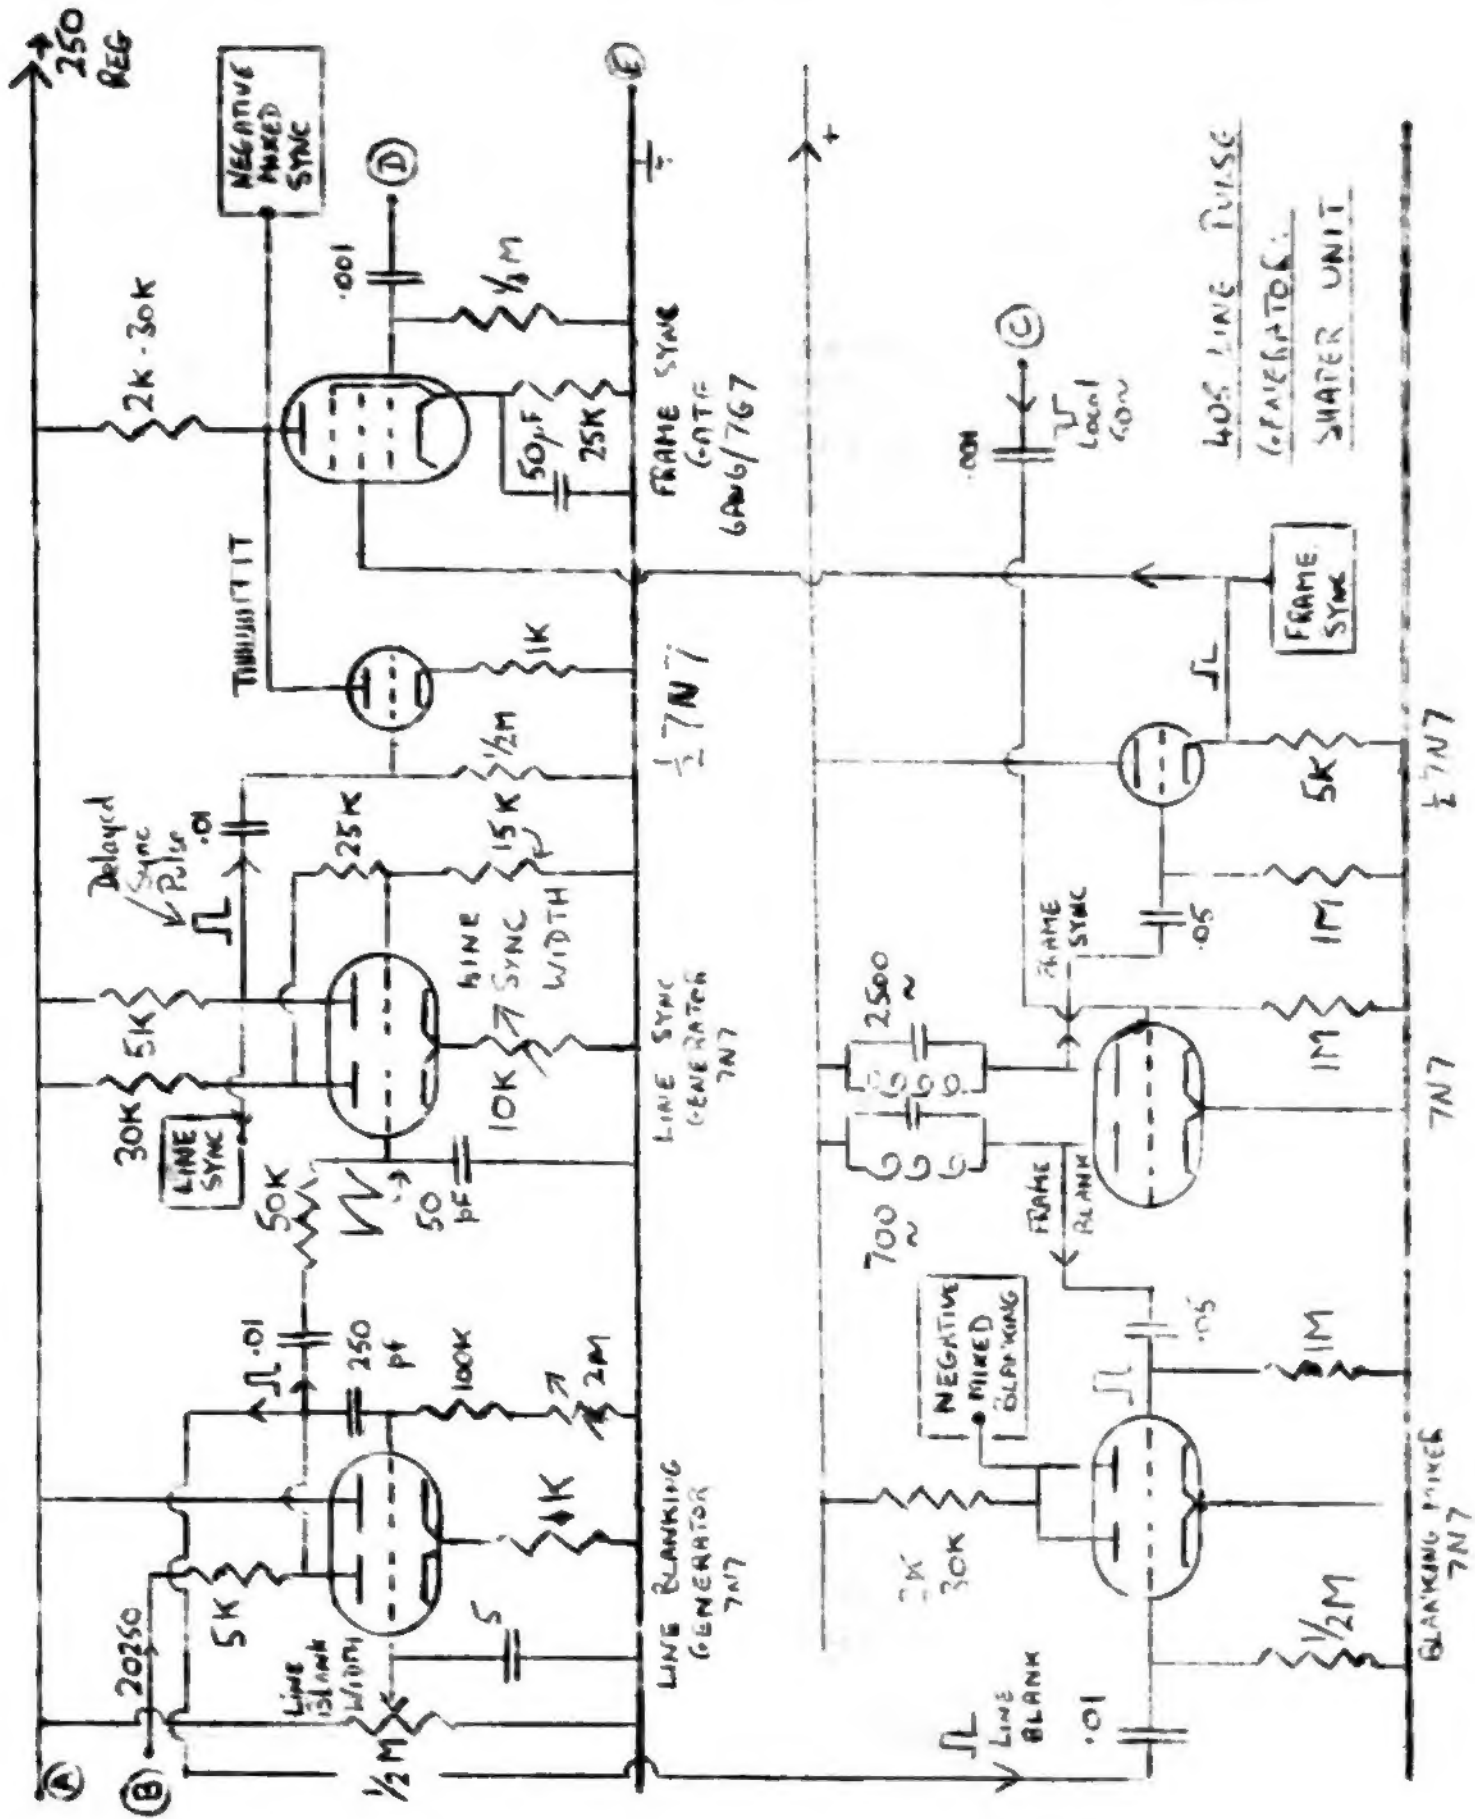 Ⓐ
Ⓑ
20250
5K
LINE
BLANK
WIDTH
1/2M
5
LINE BLANKING
GENERATOR
7N7
.01
250
pf
100K
2M
50K
50
pF
30K
5K
LINE
SYNC
10K
LINE
SYNC
WIDTH
LINE SYNC
GENERATOR
7N7
Delayed
Sync
Pulse
.01
25K
15K
1/2M
1K
½ 7N7
2K-30K
50µF
25K
FRAME SYNC
GATE
6AN6/7G7
.001
Ⓓ
NEGATIVE
MIXED
SYNC
+
250
REG
Ⓔ
LINE
BLANK
.01
1/2M
30K
NEGATIVE
MIXED
BLANKING
BLANKING MIXER
7N7
1M
.05
FRAME
BLANK
700
~
2500
~
7N7
1M
FRAME
SYNC
.05
1M
5K
½ 7N7
FRAME
SYNC
.001
Ⓒ
Local
+
405 LINE PULSE
GENERATOR:
SHAPER UNIT